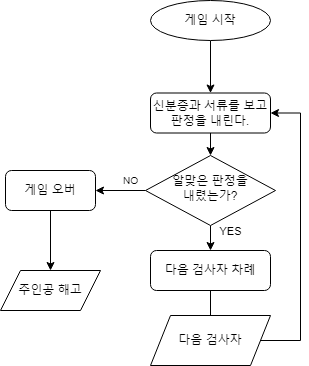 게임 시작
신분증과 서류를 보고
판정을 내린다.
알맞은 판정을
내렸는가?
NO
게임 오버
YES
주인공 해고
다음 검사자 차례
다음 검사자